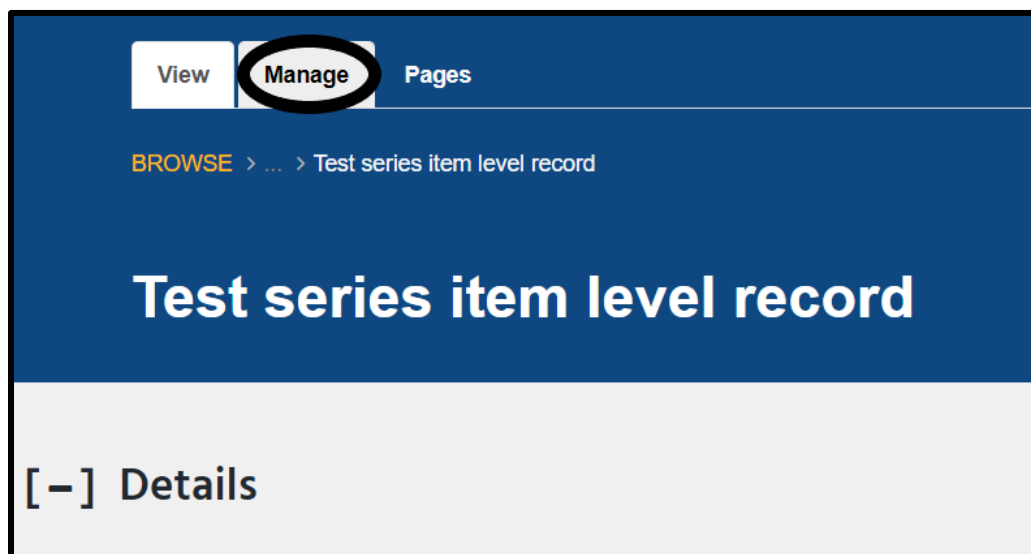 View Manage Pages
BROWSE > ... > Test series item level record
Test series item level record
[–] Details